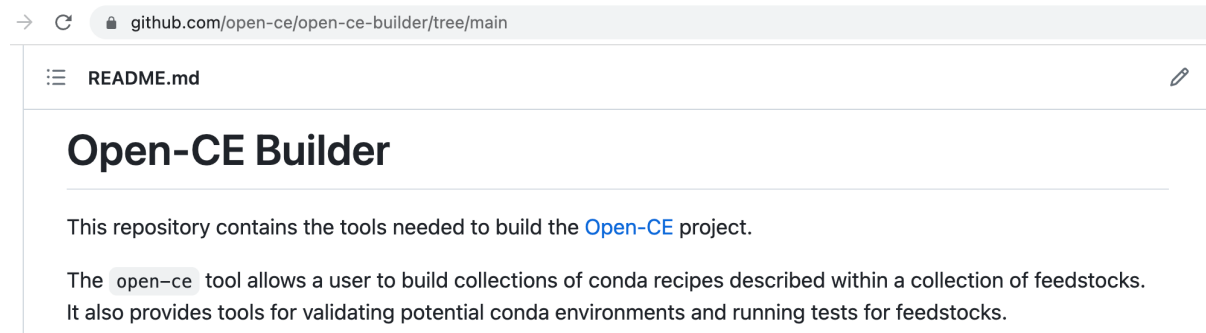 github.com/open-ce/open-ce-builder/tree/main
README.md
Open-CE Builder
This repository contains the tools needed to build the Open-CE project.
The open-ce tool allows a user to build collections of conda recipes described within a collection of feedstocks.
It also provides tools for validating potential conda environments and running tests for feedstocks.